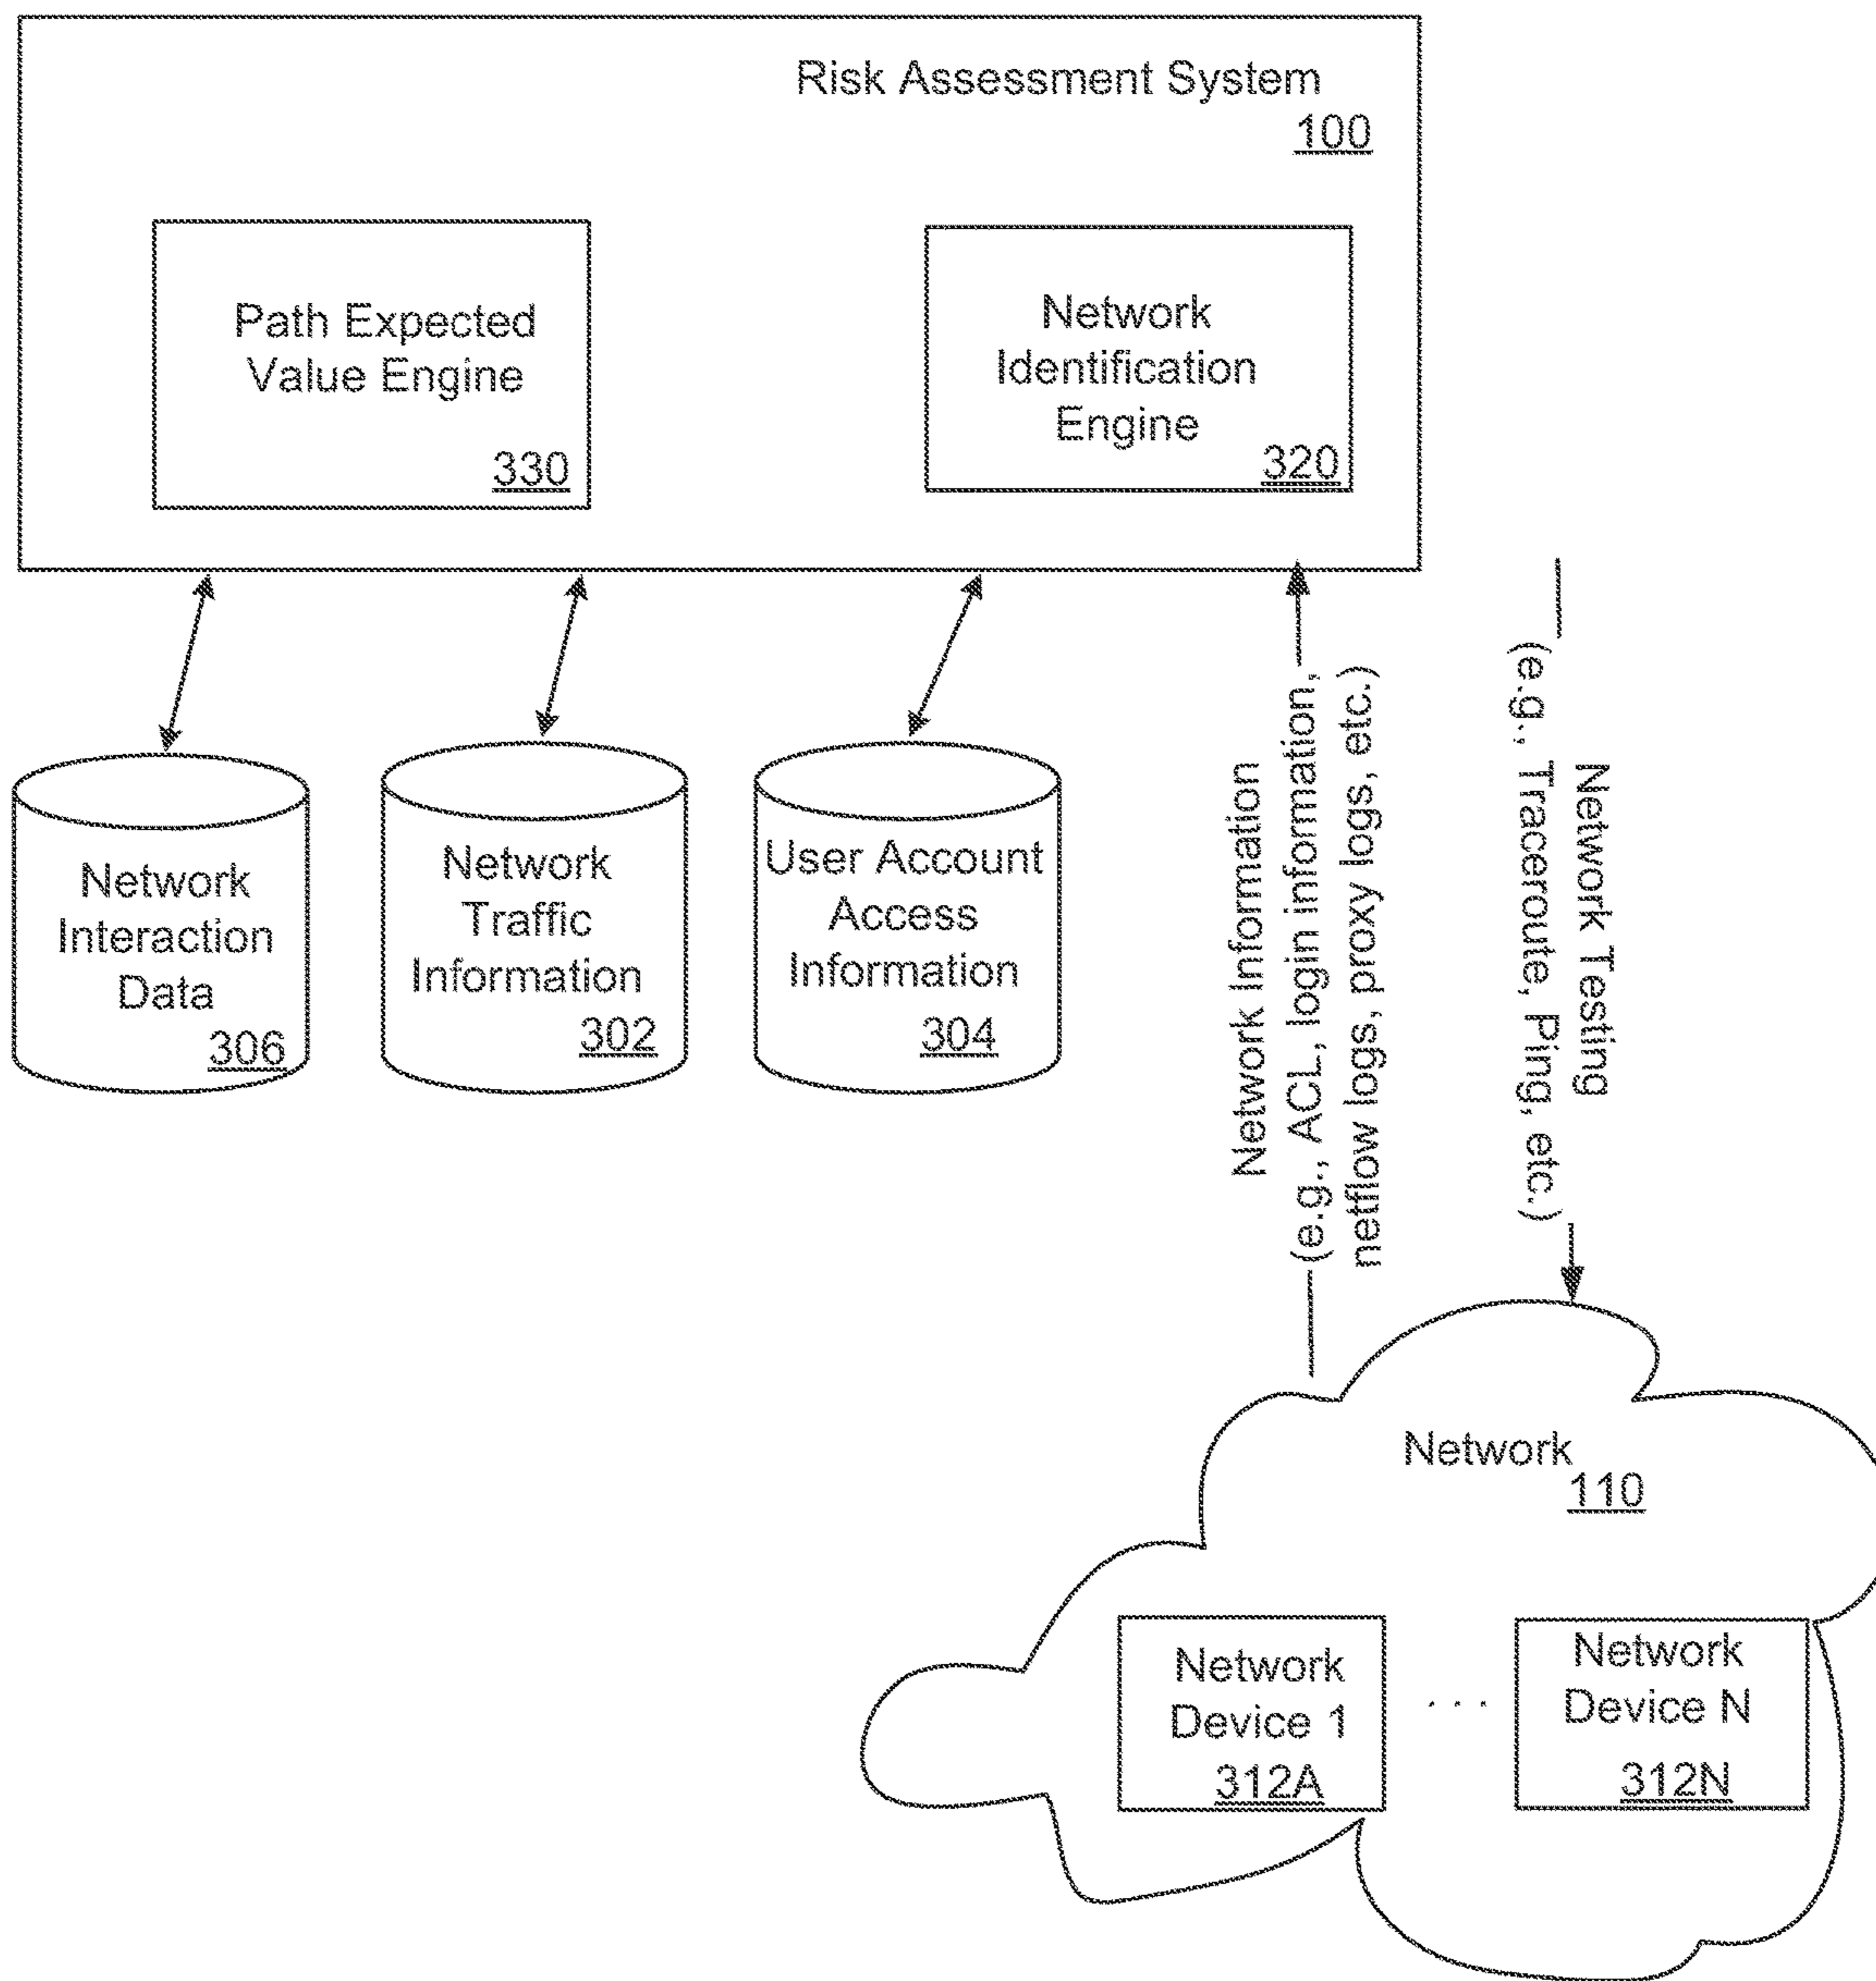 Risk Assessment System
100
Path Expected
Value Engine
330
Network
Identification
Engine
320
Network
Interaction
Data
306
Network
Traffic
Information
302
User Account
Access
Information
304
Network Information
(e.g., ACL, login information,
netflow logs, proxy logs, etc.)
Network Testing
(e.g., Traceroute, Ping, etc.)
Network
110
Network
Device 1
312A
. . .
Network
Device N
312N